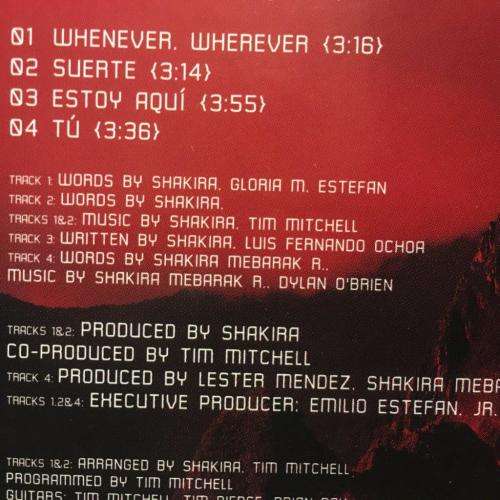 01 WHENEVER, WHEREVER {3:16}
02 SUERTE {3:14}
03 ESTOY AQUÍ {3:55}
04 TÚ {3:36}
TRACK 1: WORDS BY SHAKIRA, GLORIA M. ESTEFAN
TRACK 2: WORDS BY SHAKIRA.
TRACKS 1&2: MUSIC BY SHAKIRA, TIM MITCHELL
TRACK 3: WRITTEN BY SHAKIRA, LUIS FERNANDO OCHOA
TRACK 4: WORDS BY SHAKIRA MEBARAK R.,
MUSIC BY SHAKIRA MEBARAK R., DYLAN O'BRIEN
TRACKS 1&2: PRODUCED BY SHAKIRA
CO-PRODUCED BY TIM MITCHELL
TRACK 4: PRODUCED BY LESTER MENDEZ, SHAKIRA MEBA
TRACKS 1,2&4: EXECUTIVE PRODUCER: EMILIO ESTEFAN, JR.
TRACKS 1&2: ARRANGED BY SHAKIRA, TIM MITCHELL
PROGRAMMED BY TIM MITCHELL
GUITARS: TIM MITCHELL, TIM PIERCE, BRIAN RAY